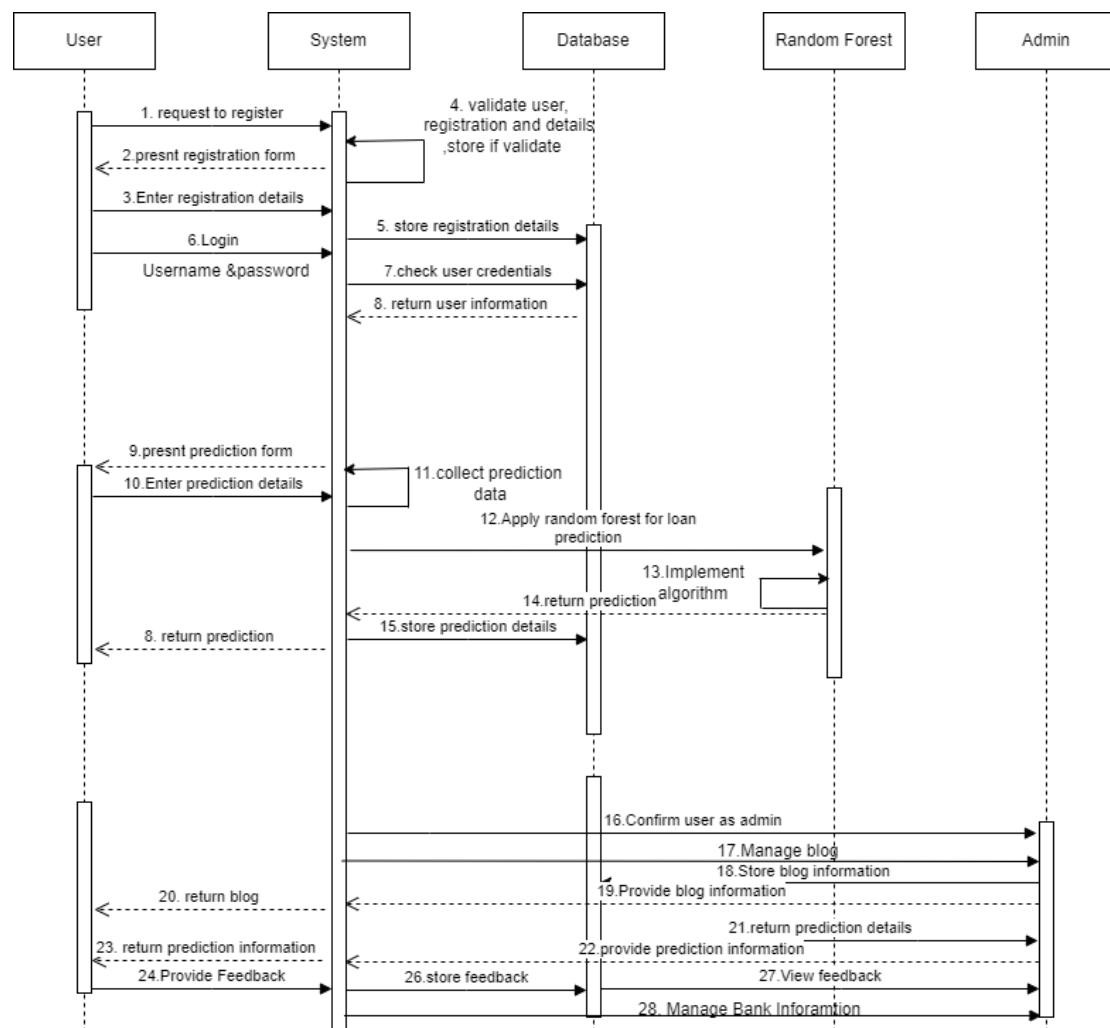 User
System
Database
Random Forest
Admin
1. request to register
4. validate user,
registration and details
,store if validate
2.presnt registration form
3.Enter registration details
5. store registration details
6.Login
Username &password
7.check user credentials
8. return user information
9.presnt prediction form
10.Enter prediction details
11.collect prediction
data
12.Apply random forest for loan
prediction
13.Implement
algorithm
14.return prediction
15.store prediction details
8. return prediction
16.Confirm user as admin
17.Manage blog
18.Store blog information
19.Provide blog information
20. return blog
21.return prediction details
22.provide prediction information
23. return prediction information
24.Provide Feedback
26.store feedback
27.View feedback
28. Manage Bank Inforamtion